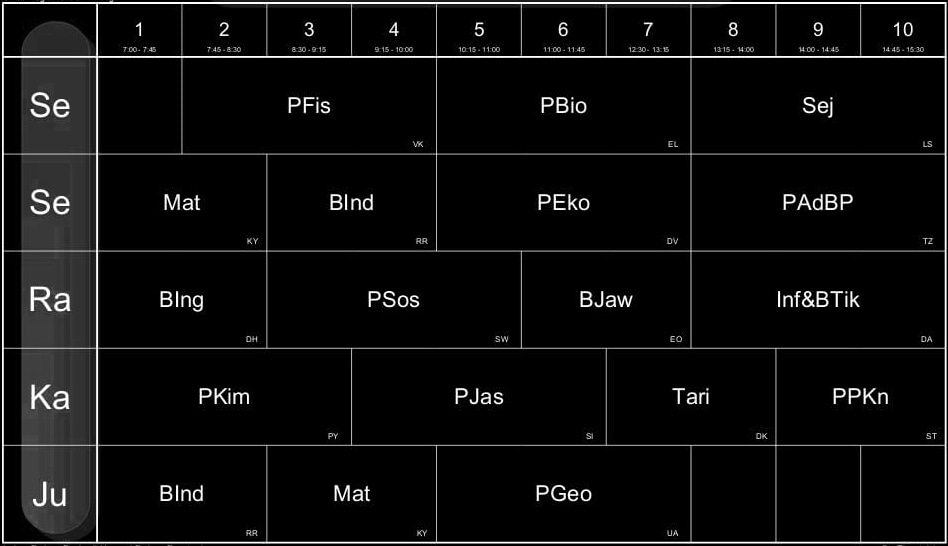 1 2 3 4 5 6 7 8 9 10
7:00 - 7:45 7:45 - 8:30 8:30 - 9:15 9:15 - 10:00 10:15 - 11:00 11:00 - 11:45 12:30 - 13:15 13:15 - 14:00 14:00 - 14:45 14:45 - 15:30
Se PFis PBio Sej
VK EL LS
Se Mat BInd PEko PAdBP
KY RR DV TZ
Ra BIng PSos BJaw Inf&BTik
DH SW EO DA
Ka PKim PJas Tari PPKn
PY SI DK ST
Ju BInd Mat PGeo
RR KY UA